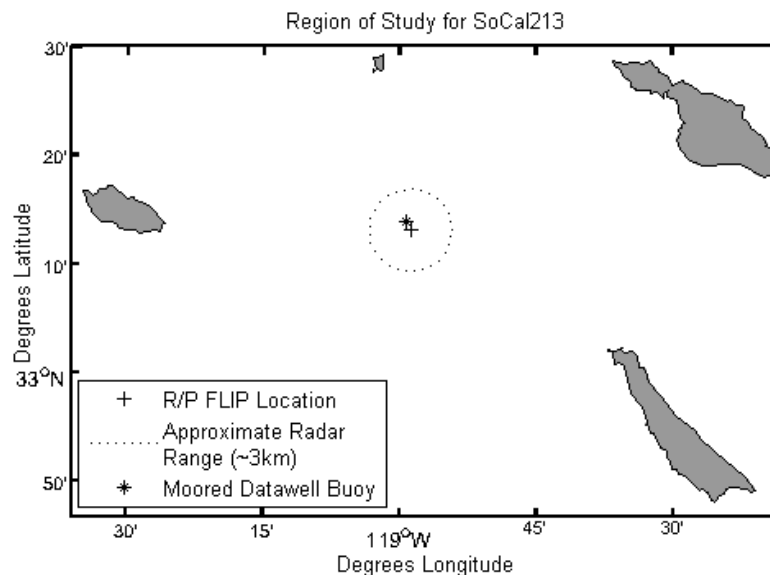 Region of Study for SoCal213
30'
20'
10'
33°N
50'
Degrees Latitude
R/P FLIP Location
Approximate Radar
Range (~3km)
Moored Datawell Buoy
30'
15'
119°W
45'
30'
Degrees Longitude